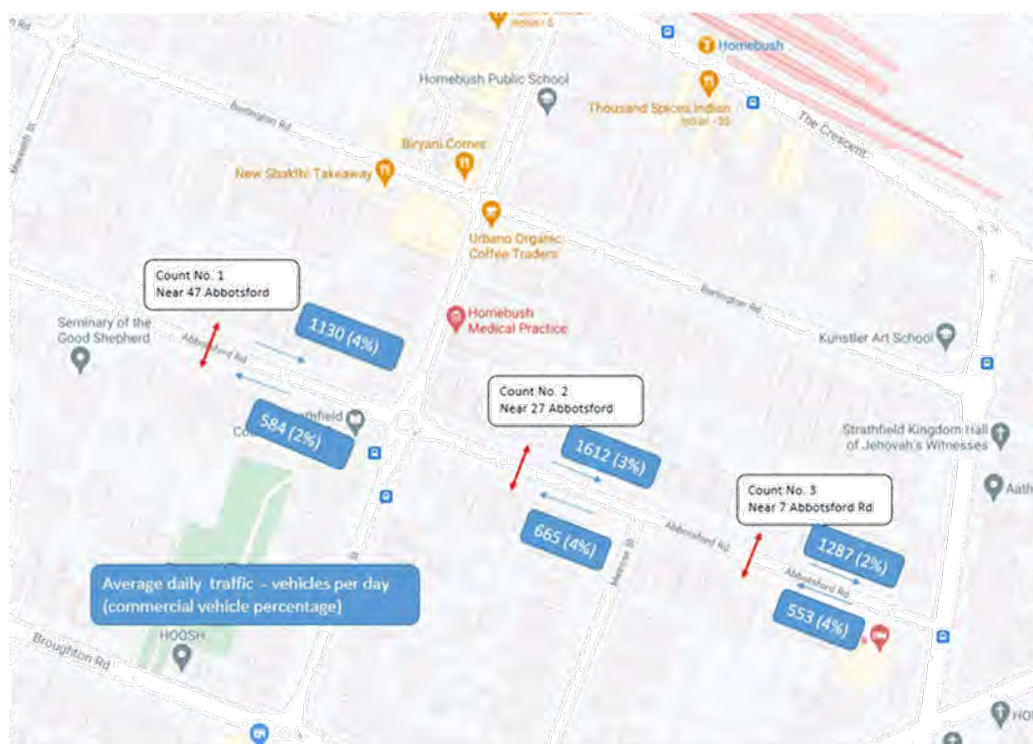 Homebush
Homebush Public School
Thousand Spices Indian
The Crescent
Burlington Rd
Biryani Corner
New Shakthi Takeaway
Urbano Organic
Coffee Traders
Burlington Rd
Count No. 1
Near 47 Abbotsford
Homebush
Medical Practice
1130 (4%)
Seminary of the
Good Shepherd
Abbotsford Rd
Kunstler Art School
Count No. 2
Near 27 Abbotsford
584 (2%)
Strathfield Kingdom Hall
of Jehovah's Witnesses
1612 (3%)
Count No. 3
Near 7 Abbotsford Rd
Aath
665 (4%)
Abbotsford Rd
1287 (2%)
Abbotsford Rd
553 (4%)
Average daily traffic – vehicles per day
(commercial vehicle percentage)
HOOSH
Broughton Rd